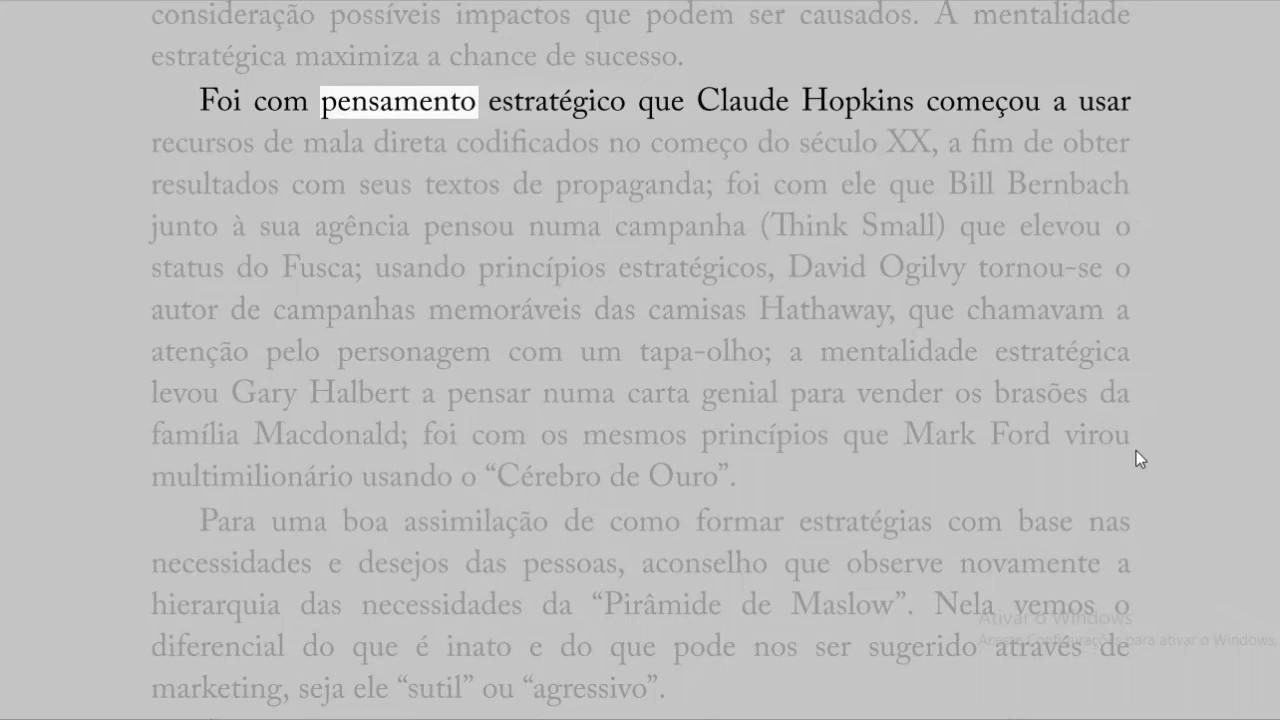 consideração possíveis impactos que podem ser causados. A mentalidade
estratégica maximiza a chance de sucesso.
Foi com pensamento estratégico que Claude Hopkins começou a usar
recursos de mala direta codificados no começo do século XX, a fim de obter
resultados com seus textos de propaganda; foi com ele que Bill Bernbach
junto à sua agência pensou numa campanha (Think Small) que elevou o
status do Fusca; usando princípios estratégicos, David Ogilvy tornou-se o
autor de campanhas memoráveis das camisas Hathaway, que chamavam a
atenção pelo personagem com um tapa-olho; a mentalidade estratégica
levou Gary Halbert a pensar numa carta genial para vender os brasões da
família Macdonald; foi com os mesmos princípios que Mark Ford virou
multimilionário usando o “Cérebro de Ouro”.
Para uma boa assimilação de como formar estratégias com base nas
necessidades e desejos das pessoas, aconselho que observe novamente a
hierarquia das necessidades da “Pirâmide de Maslow”. Nela vemos o
diferencial do que é inato e do que pode nos ser sugerido através de
marketing, seja ele “sutil” ou “agressivo”.
Ativar o Windows
Acesse Configurações para ativar o Windows.